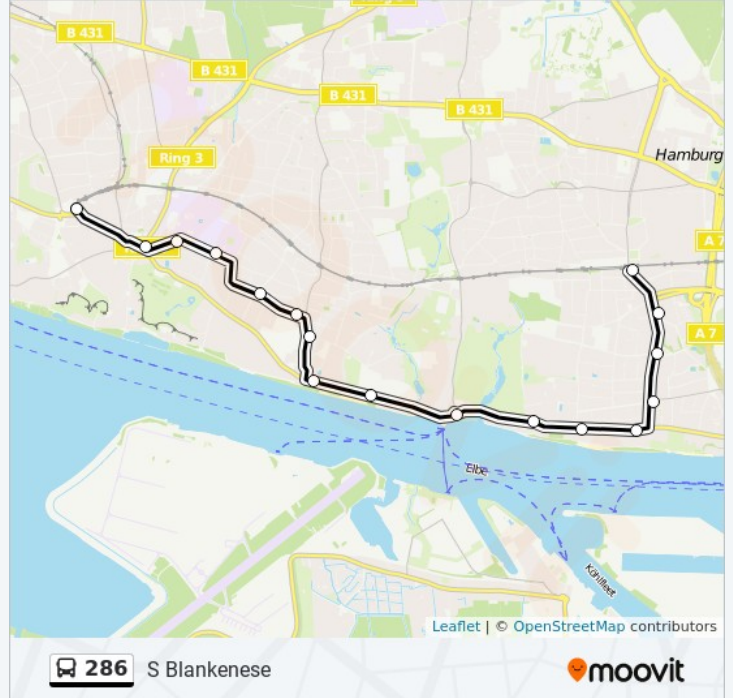 B 431
B 431
B 431
B 431
Ring 3
Hamburg
A 7
A 7
Elbe
Köhlfleet
Leaflet | © OpenStreetMap contributors
286 S Blankenese
moovit